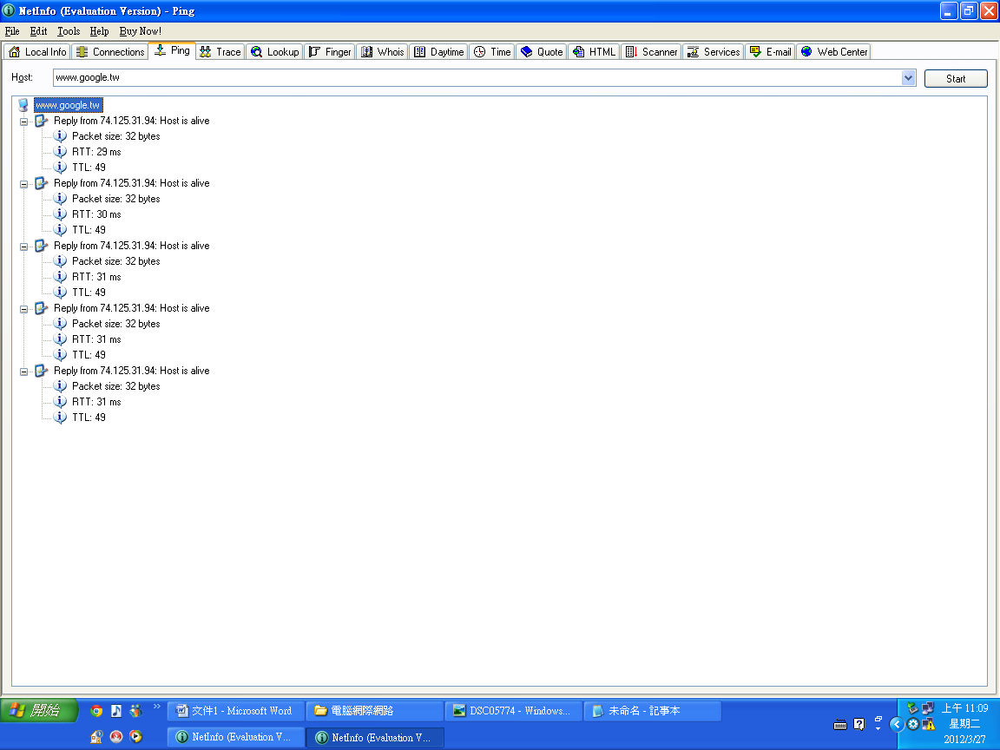 NetInfo (Evaluation Version) - Ping
File Edit Tools Help Buy Now!
Local Info Connections Ping Trace Lookup Finger Whois Daytime Time Quote HTML Scanner Services E-mail Web Center
Host: www.google.tw Start
www.google.tw
Reply from 74.125.31.94: Host is alive
Packet size: 32 bytes
RTT: 29 ms
TTL: 49
Reply from 74.125.31.94: Host is alive
Packet size: 32 bytes
RTT: 30 ms
TTL: 49
Reply from 74.125.31.94: Host is alive
Packet size: 32 bytes
RTT: 31 ms
TTL: 49
Reply from 74.125.31.94: Host is alive
Packet size: 32 bytes
RTT: 31 ms
TTL: 49
Reply from 74.125.31.94: Host is alive
Packet size: 32 bytes
RTT: 31 ms
TTL: 49
開始 文件1 - Microsoft Word 電腦網際網路 DSC05774 - Windows... 未命名 - 記事本 上午 11:09
星期二
NetInfo (Evaluation V... NetInfo (Evaluation V... 2012/3/27